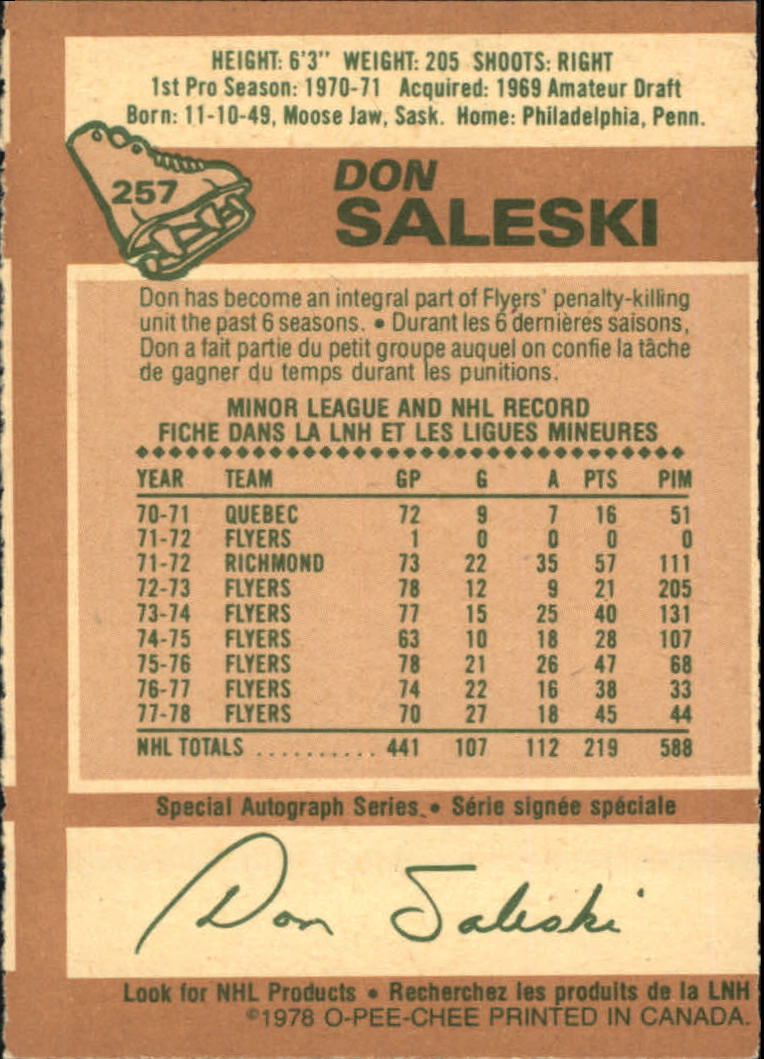 HEIGHT: 6'3" WEIGHT: 205 SHOOTS: RIGHT
1st Pro Season: 1970-71 Acquired: 1969 Amateur Draft
Born: 11-10-49, Moose Jaw, Sask. Home: Philadelphia, Penn.
257
DON
SALESKI
Don has become an integral part of Flyers' penalty-killing
unit the past 6 seasons. • Durant les 6 dernières saisons,
Don a fait partie du petit groupe auquel on confie la tâche
de gagner du temps durant les punitions.
MINOR LEAGUE AND NHL RECORD
FICHE DANS LA LNH ET LES LIGUES MINEURES
YEAR TEAM GP G A PTS PIM
70-71 QUEBEC 72 9 7 16 51
71-72 FLYERS 1 0 0 0 0
71-72 RICHMOND 73 22 35 57 111
72-73 FLYERS 78 12 9 21 205
73-74 FLYERS 77 15 25 40 131
74-75 FLYERS 63 10 18 28 107
75-76 FLYERS 78 21 26 47 68
76-77 FLYERS 74 22 16 38 33
77-78 FLYERS 70 27 18 45 44
NHL TOTALS .......... 441 107 112 219 588
Special Autograph Series. • Série signée spéciale
Don Saleski
Look for NHL Products • Recherchez les produits de la LNH
©1978 O-PEE-CHEE PRINTED IN CANADA.